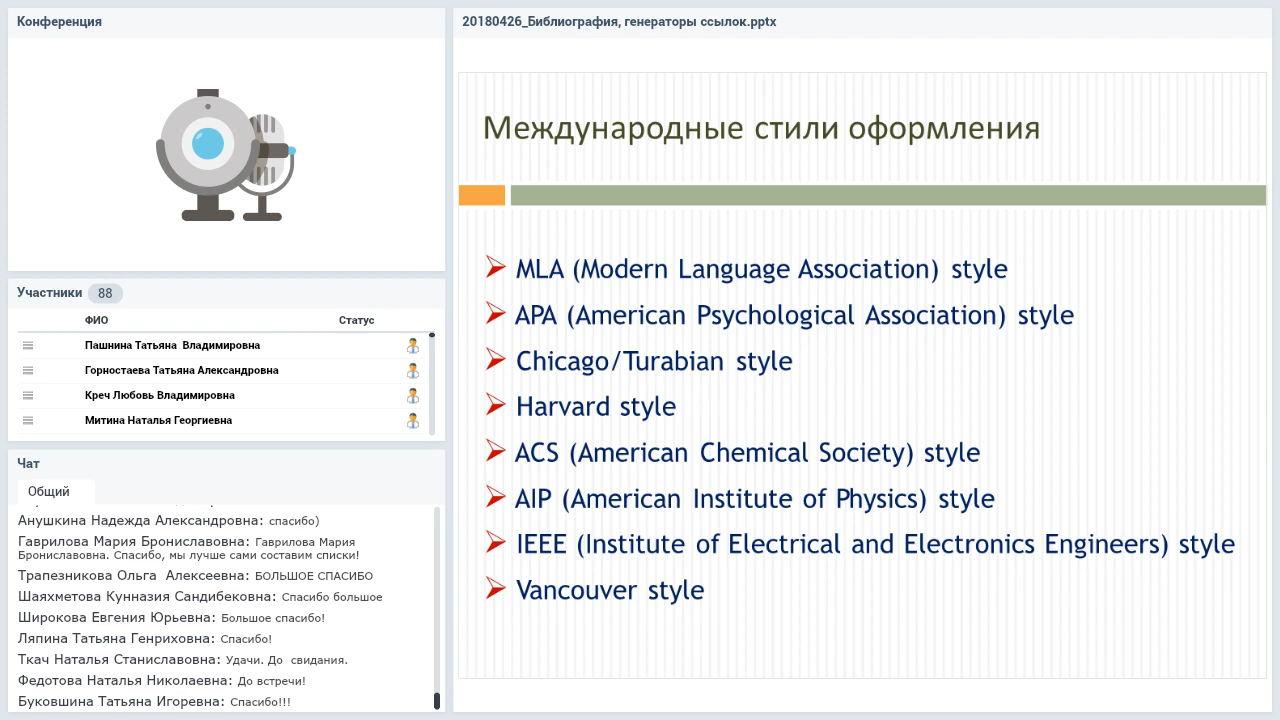 Конференция
20180426_Библиография, генераторы ссылок.pptx
Международные стили оформления
MLA (Modern Language Association) style
APA (American Psychological Association) style
Chicago/Turabian style
Harvard style
ACS (American Chemical Society) style
AIP (American Institute of Physics) style
IEEE (Institute of Electrical and Electronics Engineers) style
Vancouver style
Участники 88
ФИО Статус
Пашнина Татьяна Владимировна
Горностаева Татьяна Александровна
Креч Любовь Владимировна
Митина Наталья Георгиевна
Чат
Общий
Анушкина Надежда Александровна: спасибо)
Гаврилова Мария Брониславовна: Гаврилова Мария
Брониславовна. Спасибо, мы лучше сами составим списки!
Трапезникова Ольга Алексеевна: БОЛЬШОЕ СПАСИБО
Шаяхметова Кунназия Сандибековна: Спасибо большое
Широкова Евгения Юрьевна: Большое спасибо!
Ляпина Татьяна Генриховна: Спасибо!
Ткач Наталья Станиславовна: Удачи. До свидания.
Федотова Наталья Николаевна: До встречи!
Буковшина Татьяна Игоревна: Спасибо!!!